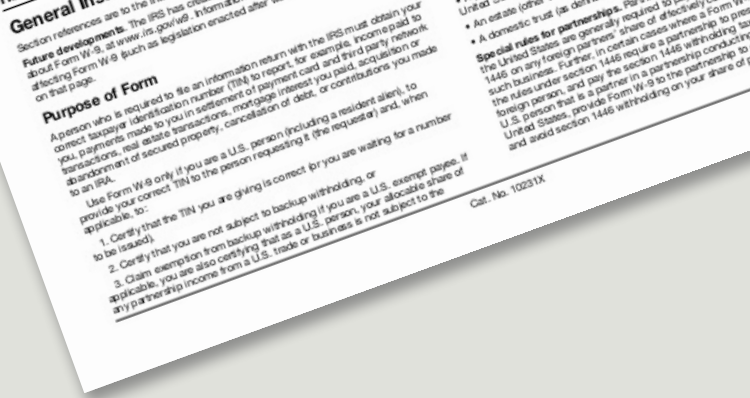 General Ins
Section references are to the In
Future developments. The IRS has crea
about Form W-9, at www.irs.gov/w9. Information
affecting Form W-9 (such as legislation enacted after w
on that page.
Purpose of Form
A person who is required to file an information return with the IRS must obtain your
correct taxpayer identification number (TIN) to report, for example, income paid to
you, payments made to you in settlement of payment card and third party network
transactions, real estate transactions, mortgage interest you paid, acquisition or
abandonment of secured property, cancellation of debt, or contributions you made
to an IRA.
Use Form W-9 only if you are a U.S. person (including a resident alien), to
provide your correct TIN to the person requesting it (the requester) and, when
applicable, to:
1. Certify that the TIN you are giving is correct (or you are waiting for a number
to be issued),
2. Certify that you are not subject to backup withholding, or
3. Claim exemption from backup withholding if you are a U.S. exempt payee. If
applicable, you are also certifying that as a U.S. person, your allocable share of
any partnership income from a U.S. trade or business is not subject to the
United
• An estate (other
• A domestic trust (as defin
Special rules for partnerships.
the United States are generally required to
1446 on any foreign partners' share of effectively
such business. Further, in certain cases where a Form W
the rules under section 1446 require a partnership to pres
foreign person, and pay the section 1446 withholding
U.S. person that is a partner in a partnership conduct
United States, provide Form W-9 to the partnership to
and avoid section 1446 withholding on your share of
Cat. No. 10231X